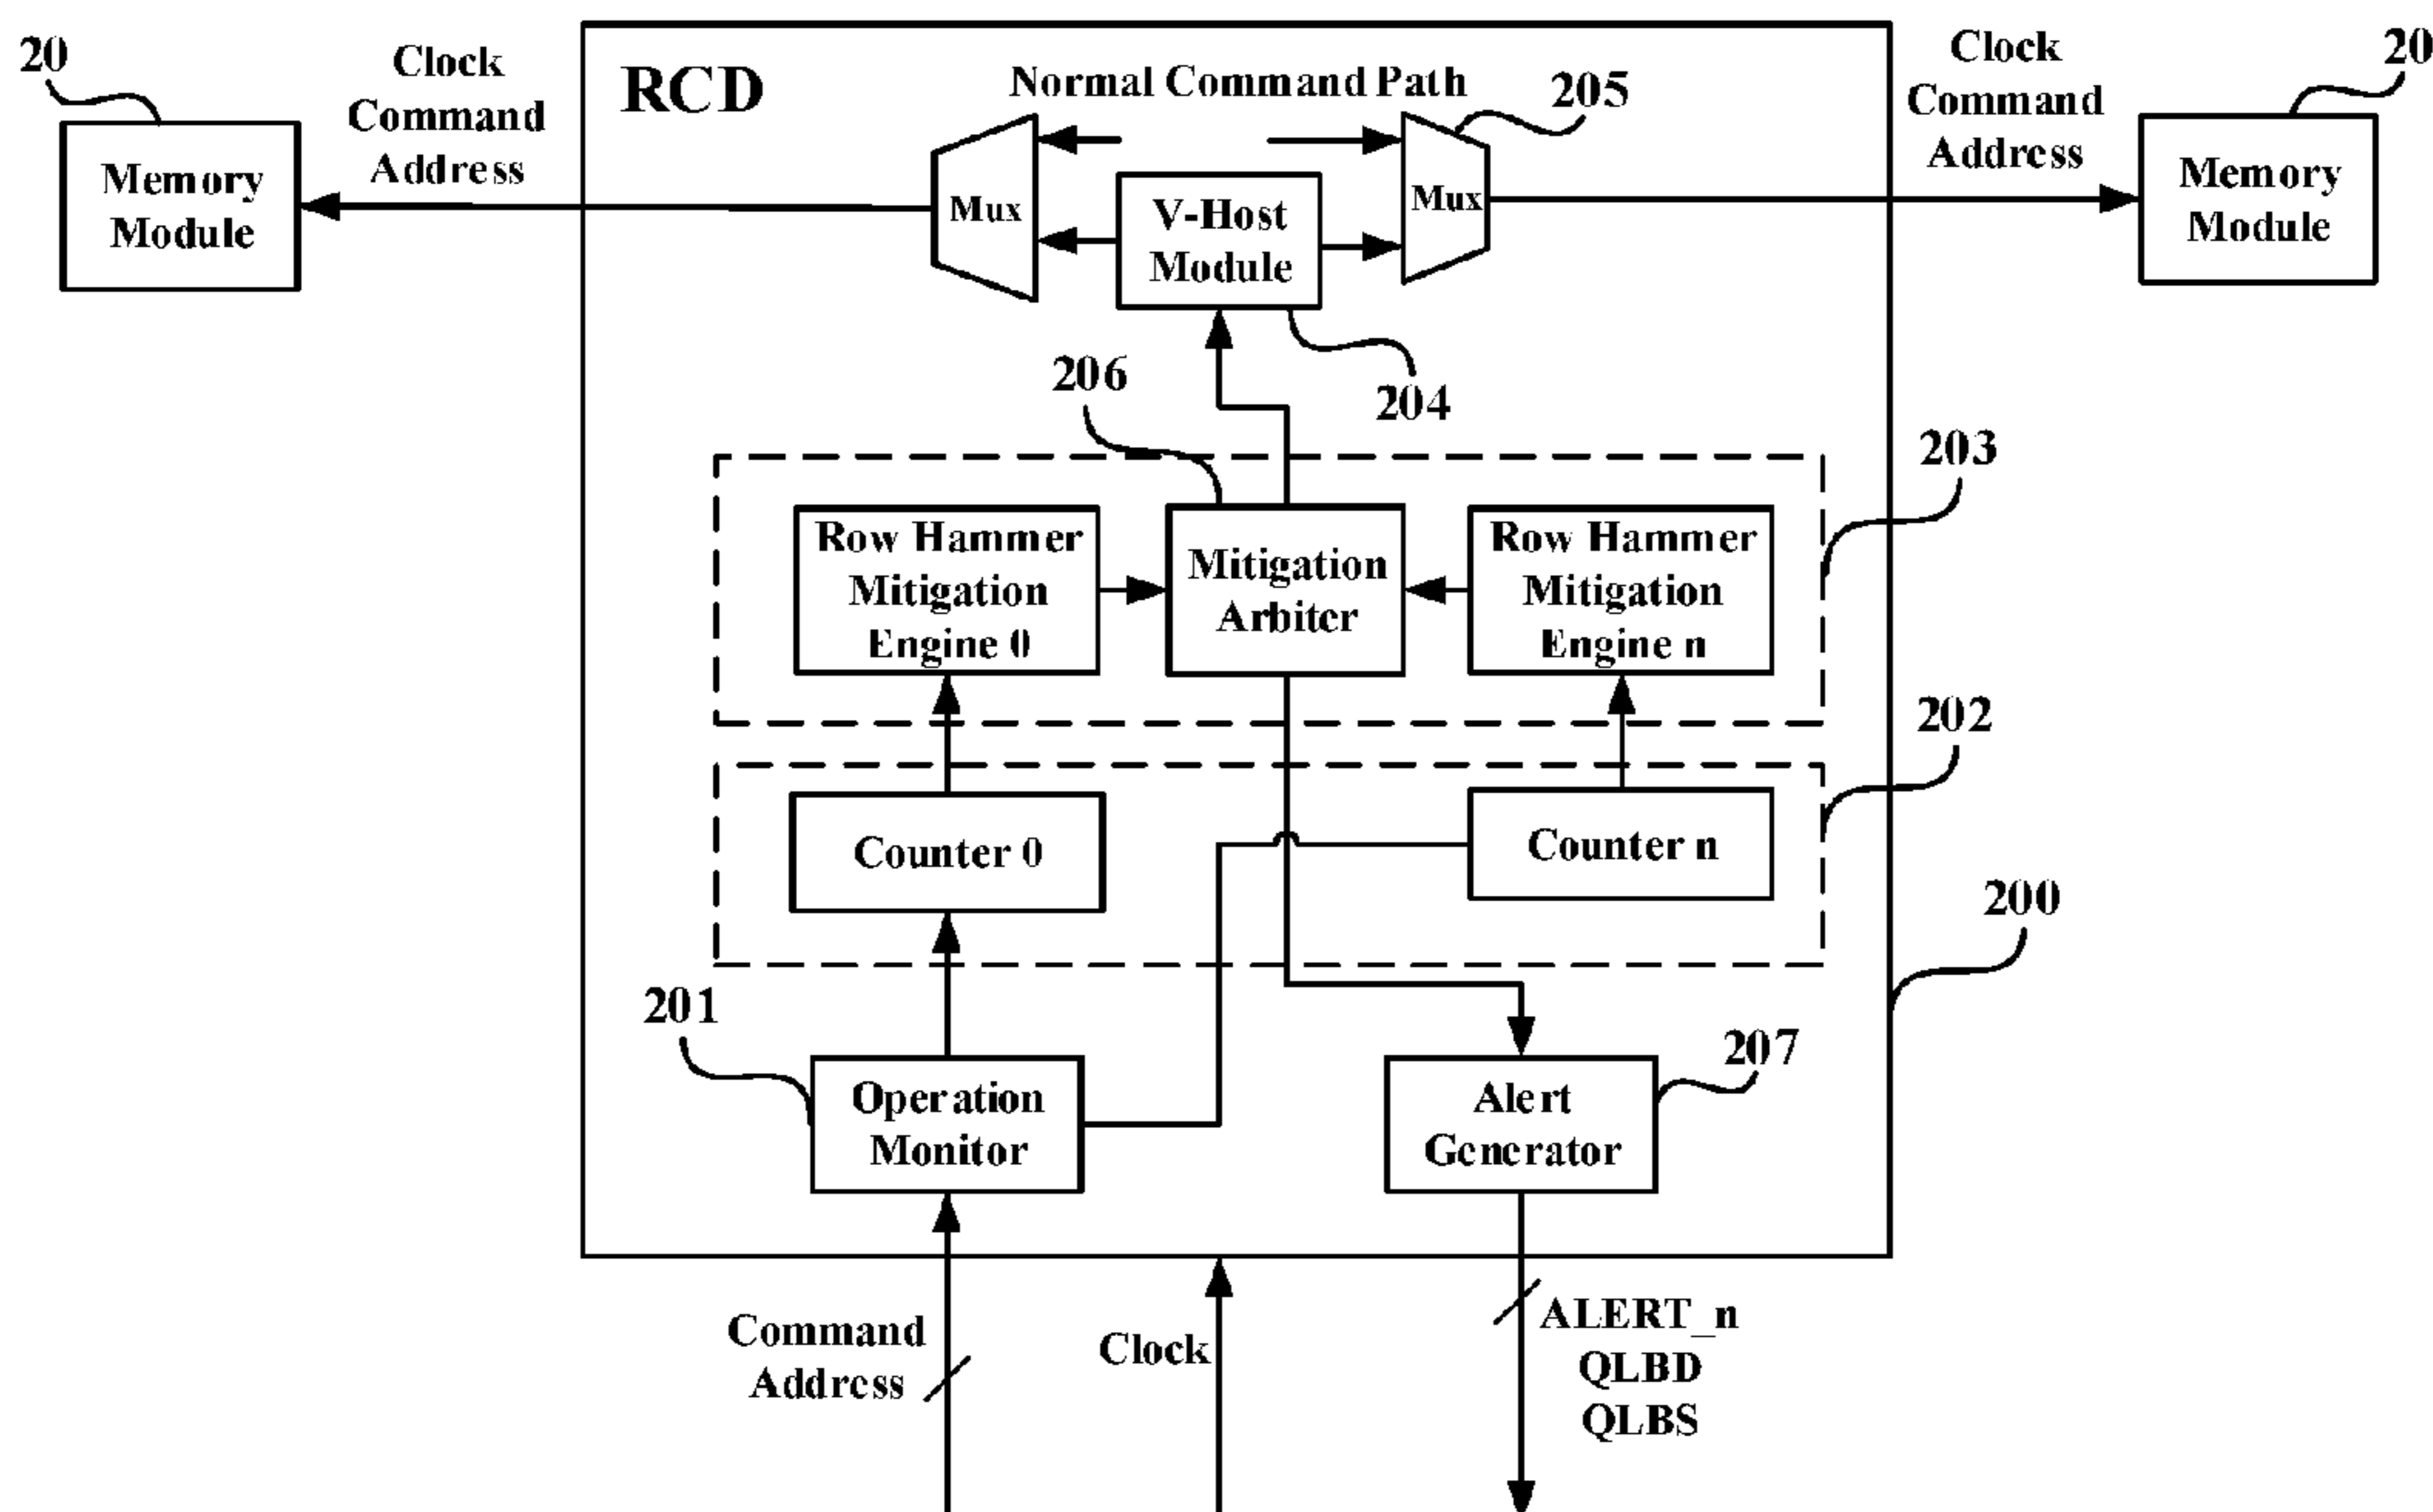 20
Clock
Command
Address
RCD
Normal Command Path
205
Clock
Command
Address
20
Memory
Module
Mux
V-Host
Module
Mux
Memory
Module
206
204
203
Row Hammer
Mitigation
Engine 0
Mitigation
Arbiter
Row Hammer
Mitigation
Engine n
202
Counter 0
Counter n
200
201
207
Operation
Monitor
Alert
Generator
Command
Address
Clock
ALERT_n
QLBD
QLBS